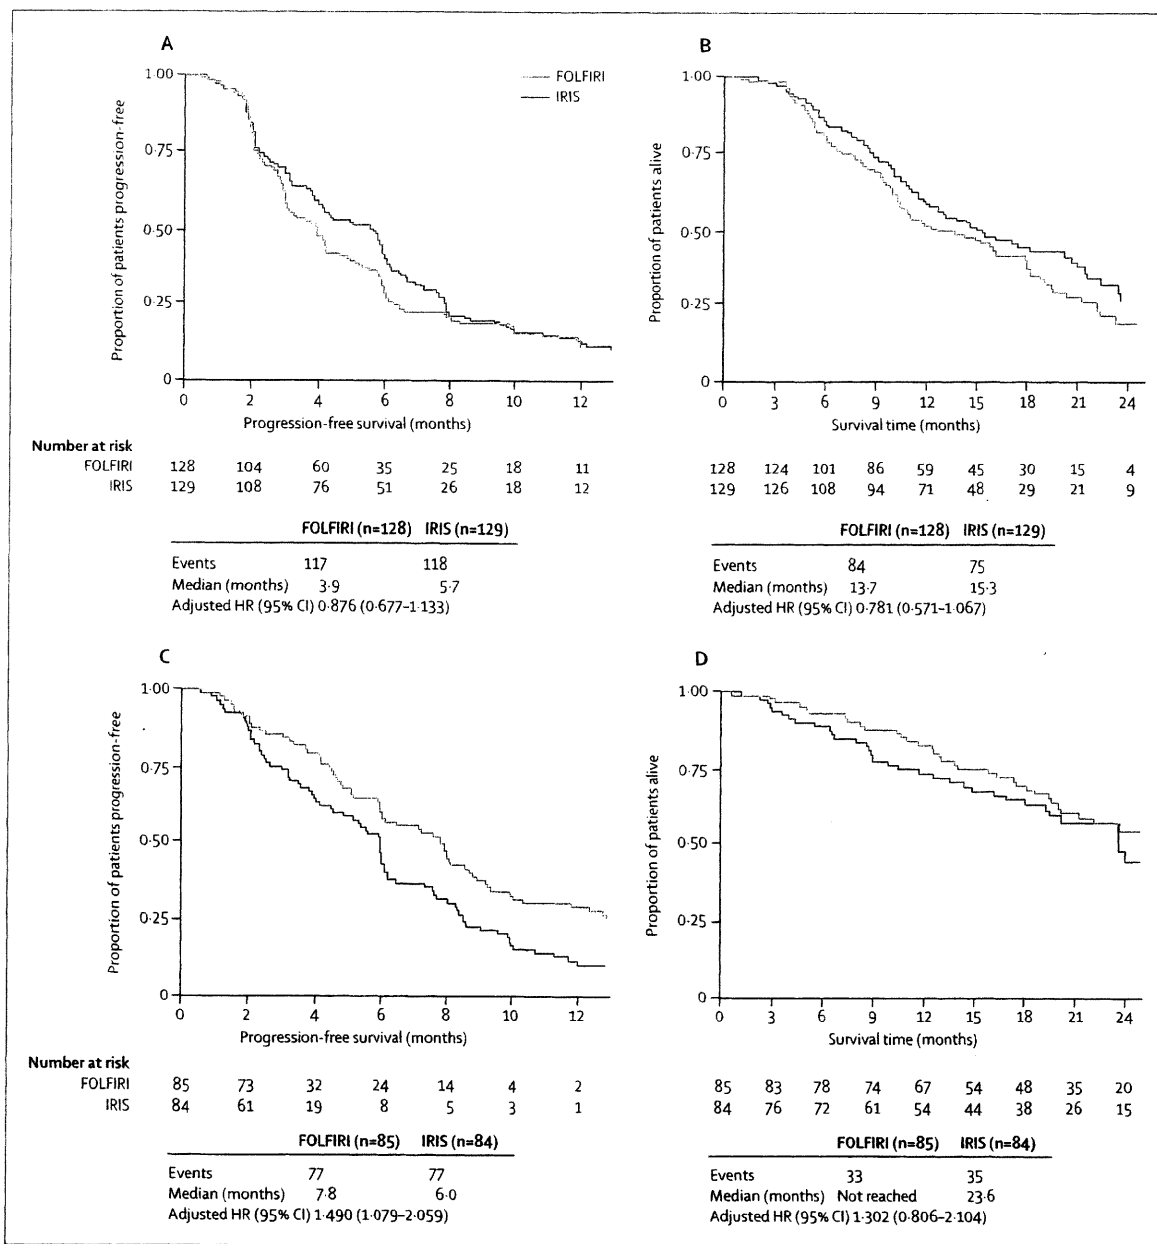 A
Proportion of patients progression-free
1·00
0·75
0·50
0·25
0
FOLFIRI
IRIS
0 2 4 6 8 10 12
Progression-free survival (months)
B
Proportion of patients alive
1·00
0·75
0·50
0·25
0
0 3 6 9 12 15 18 21 24
Survival time (months)
Number at risk
FOLFIRI 128 104 60 35 25 18 11
IRIS 129 108 76 51 26 18 12
128 124 101 86 59 45 30 15 4
129 126 108 94 71 48 29 21 9
FOLFIRI (n=128) IRIS (n=129)
Events 117 118
Median (months) 3·9 5·7
Adjusted HR (95% CI) 0·876 (0·677–1·133)
FOLFIRI (n=128) IRIS (n=129)
Events 84 75
Median (months) 13·7 15·3
Adjusted HR (95% CI) 0·781 (0·571–1·067)
C
Proportion of patients progression-free
1·00
0·75
0·50
0·25
0
0 2 4 6 8 10 12
Progression-free survival (months)
D
Proportion of patients alive
1·00
0·75
0·50
0·25
0
0 3 6 9 12 15 18 21 24
Survival time (months)
Number at risk
FOLFIRI 85 73 32 24 14 4 2
IRIS 84 61 19 8 5 3 1
85 83 78 74 67 54 48 35 20
84 76 72 61 54 44 38 26 15
FOLFIRI (n=85) IRIS (n=84)
Events 77 77
Median (months) 7·8 6·0
Adjusted HR (95% CI) 1·490 (1·079–2·059)
FOLFIRI (n=85) IRIS (n=84)
Events 33 35
Median (months) Not reached 23·6
Adjusted HR (95% CI) 1·302 (0·806–2·104)